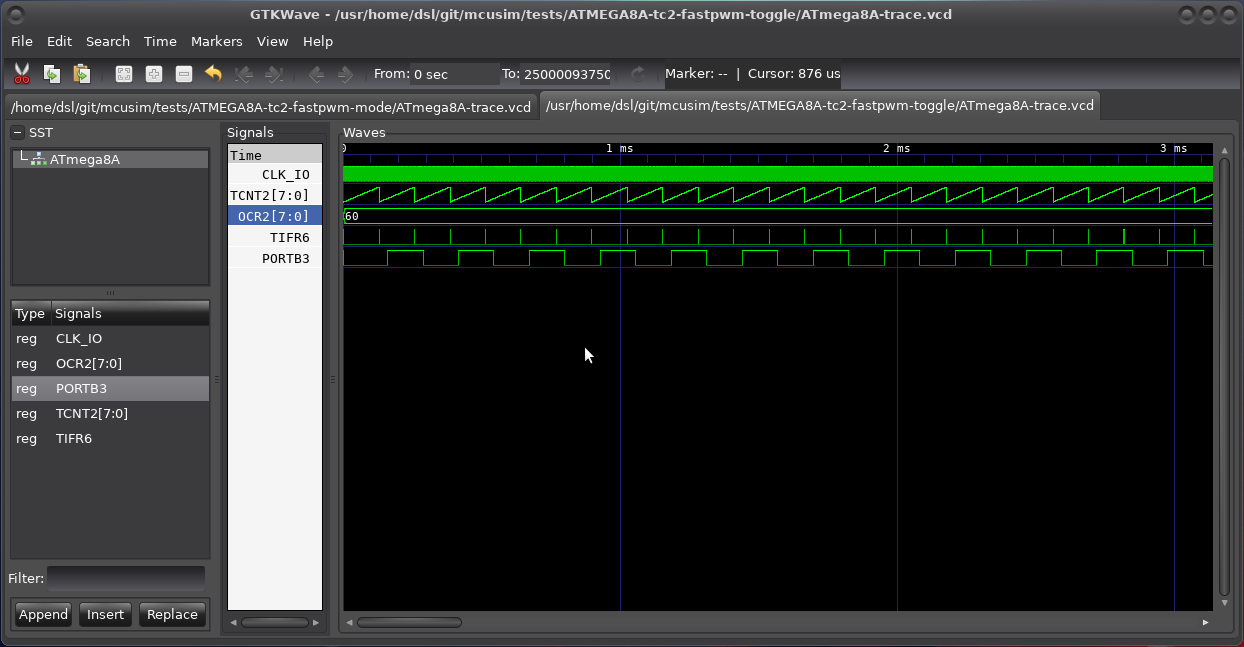 GTKWave - /usr/home/dsl/git/mcusim/tests/ATMEGA8A-tc2-fastpwm-toggle/ATmega8A-trace.vcd
File Edit Search Time Markers View Help
From: 0 sec To: 25000093750 Marker: -- | Cursor: 876 us
/home/dsl/git/mcusim/tests/ATMEGA8A-tc2-fastpwm-mode/ATmega8A-trace.vcd
/usr/home/dsl/git/mcusim/tests/ATMEGA8A-tc2-fastpwm-toggle/ATmega8A-trace.vcd
SST
ATmega8A
Type Signals
reg CLK_IO
reg OCR2[7:0]
reg PORTB3
reg TCNT2[7:0]
reg TIFR6
Filter:
Append Insert Replace
Signals
Time
CLK_IO
TCNT2[7:0]
OCR2[7:0]
TIFR6
PORTB3
Waves
0 1 ms 2 ms 3 ms
60